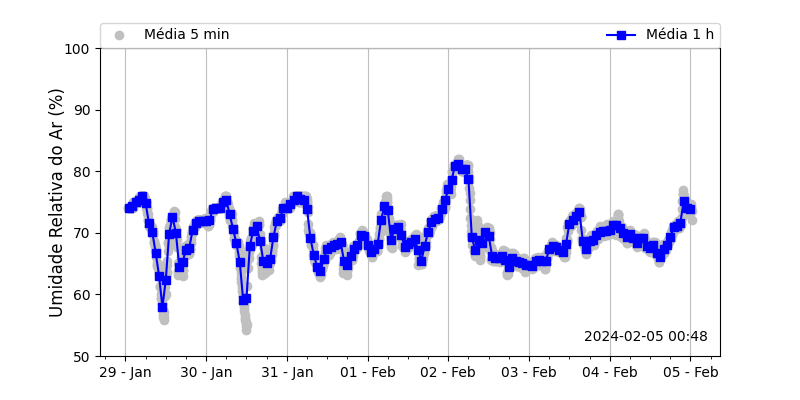 Média 5 min
Média 1 h
100
90
80
70
60
50
Umidade Relativa do Ar (%)
2024-02-05 00:48
29 - Jan
30 - Jan
31 - Jan
01 - Feb
02 - Feb
03 - Feb
04 - Feb
05 - Feb